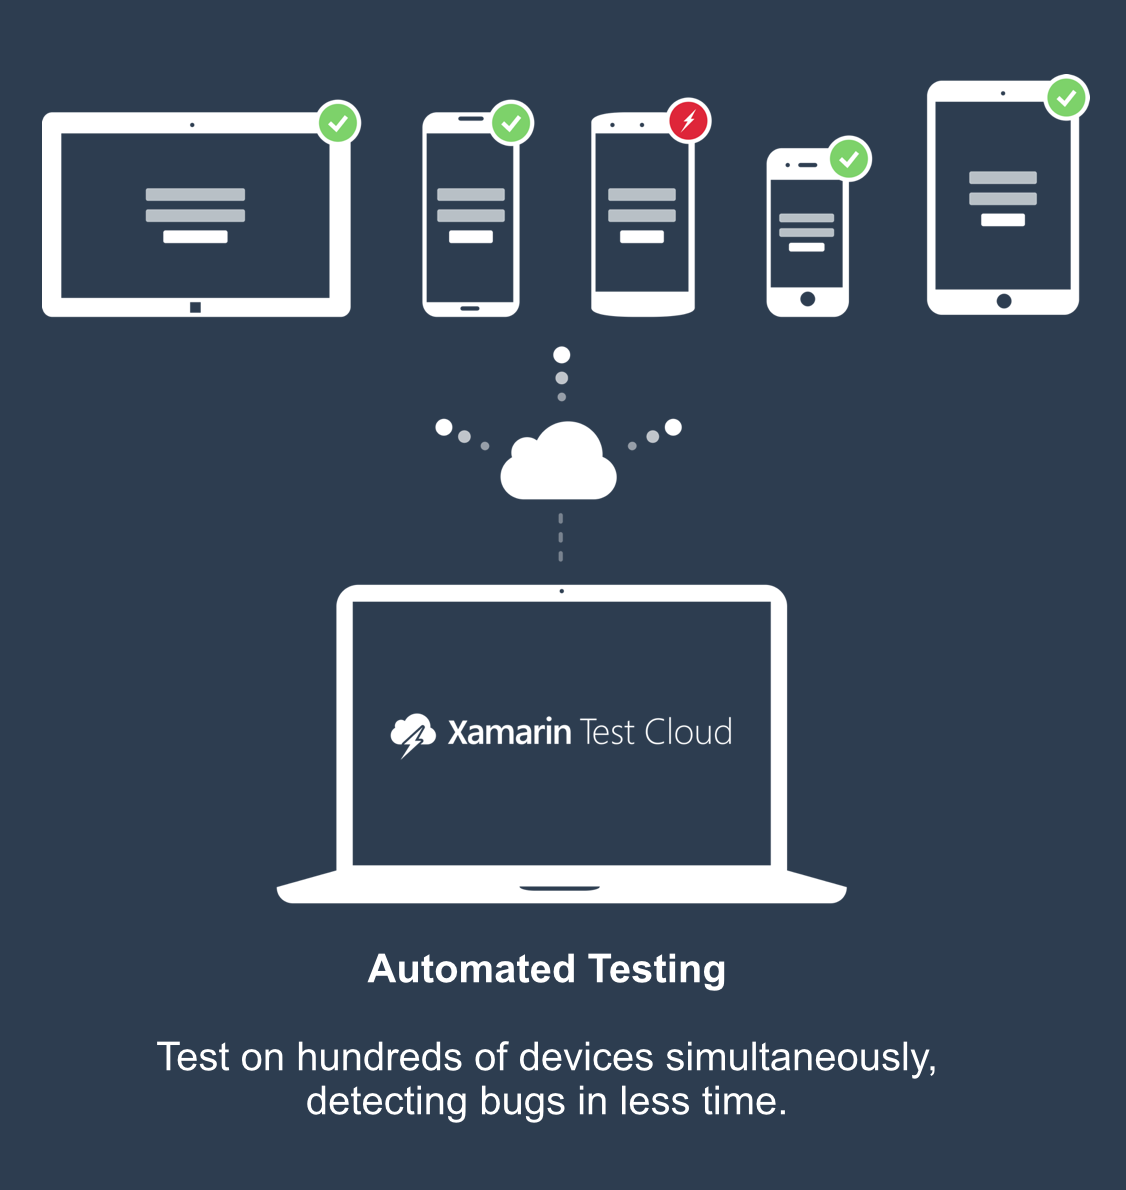 Xamarin Test Cloud
Automated Testing
Test on hundreds of devices simultaneously,
detecting bugs in less time.